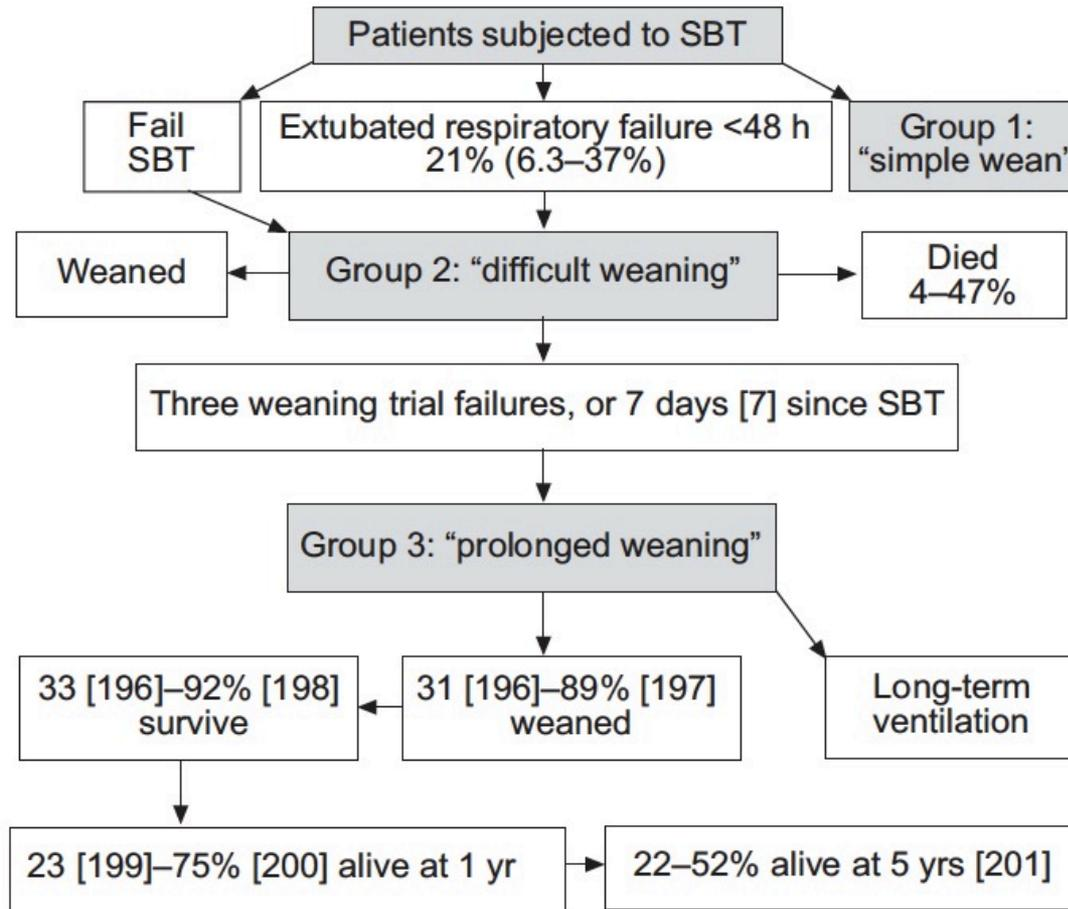 Patients subjected to SBT
Fail
SBT
Extubated respiratory failure <48 h
21% (6.3–37%)
Group 1:
“simple wean”
Weaned
Group 2: “difficult weaning”
Died
4–47%
Three weaning trial failures, or 7 days [7] since SBT
Group 3: “prolonged weaning”
33 [196]–92% [198]
survive
31 [196]–89% [197]
weaned
Long-term
ventilation
23 [199]–75% [200] alive at 1 yr
22–52% alive at 5 yrs [201]